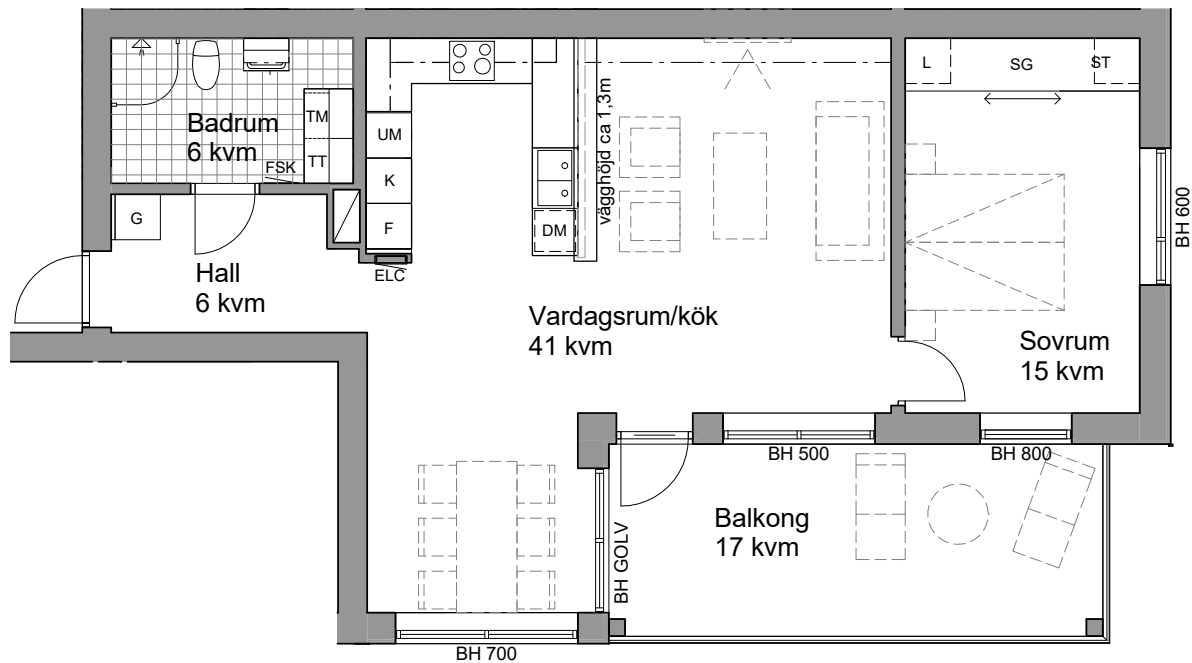 Badrum
6 kvm
TM
TT
FSK
G
Hall
6 kvm
UM
K
F
ELC
DM
vägghöjd ca 1,3m
Vardagsrum/kök
41 kvm
L
SG
ST
BH 600
Sovrum
15 kvm
BH 500
BH 800
Balkong
17 kvm
BH GOLV
BH 700